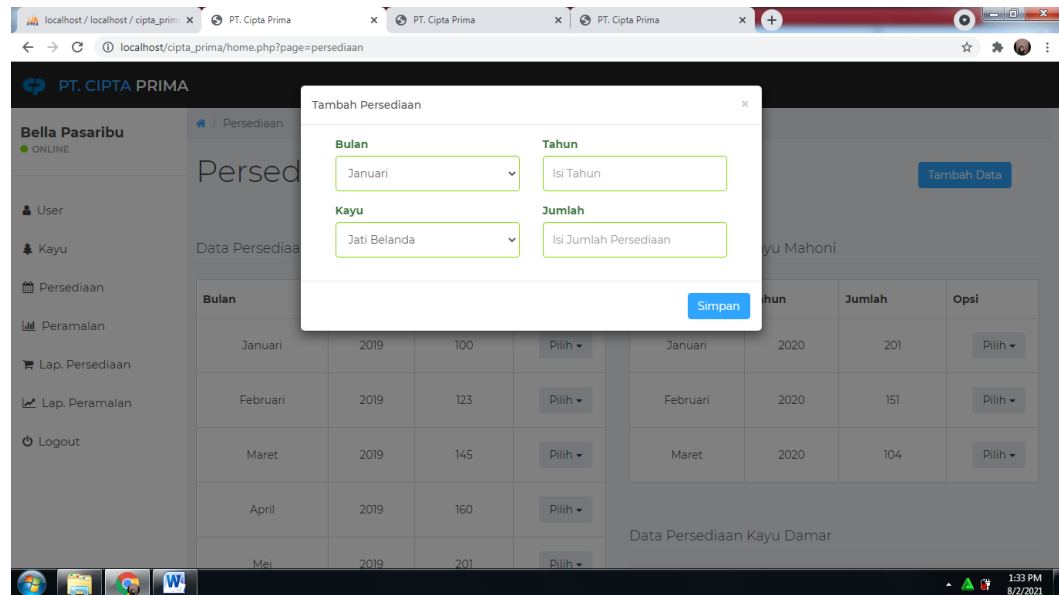 localhost / localhost / cipta_prim
PT. Cipta Prima
PT. Cipta Prima
PT. Cipta Prima
localhost/cipta_prima/home.php?page=persediaan
PT. CIPTA PRIMA
Bella Pasaribu
ONLINE
User
Kayu
Persediaan
Peramalan
Lap. Persediaan
Lap. Peramalan
Logout
/ Persediaan
Persed
Tambah Data
Tambah Persediaan
Bulan Tahun
Januari Isi Tahun
Kayu Jumlah
Jati Belanda Isi Jumlah Persediaan
Simpan
Data Persediaa
yu Mahoni
Bulan
hun Jumlah Opsi
Januari 2019 100 Pilih
Januari 2020 201 Pilih
Februari 2019 123 Pilih
Februari 2020 151 Pilih
Maret 2019 145 Pilih
Maret 2020 104 Pilih
April 2019 160 Pilih
Data Persediaan Kayu Damar
Mei 2019 201 Pilih
1:33 PM
8/2/2021